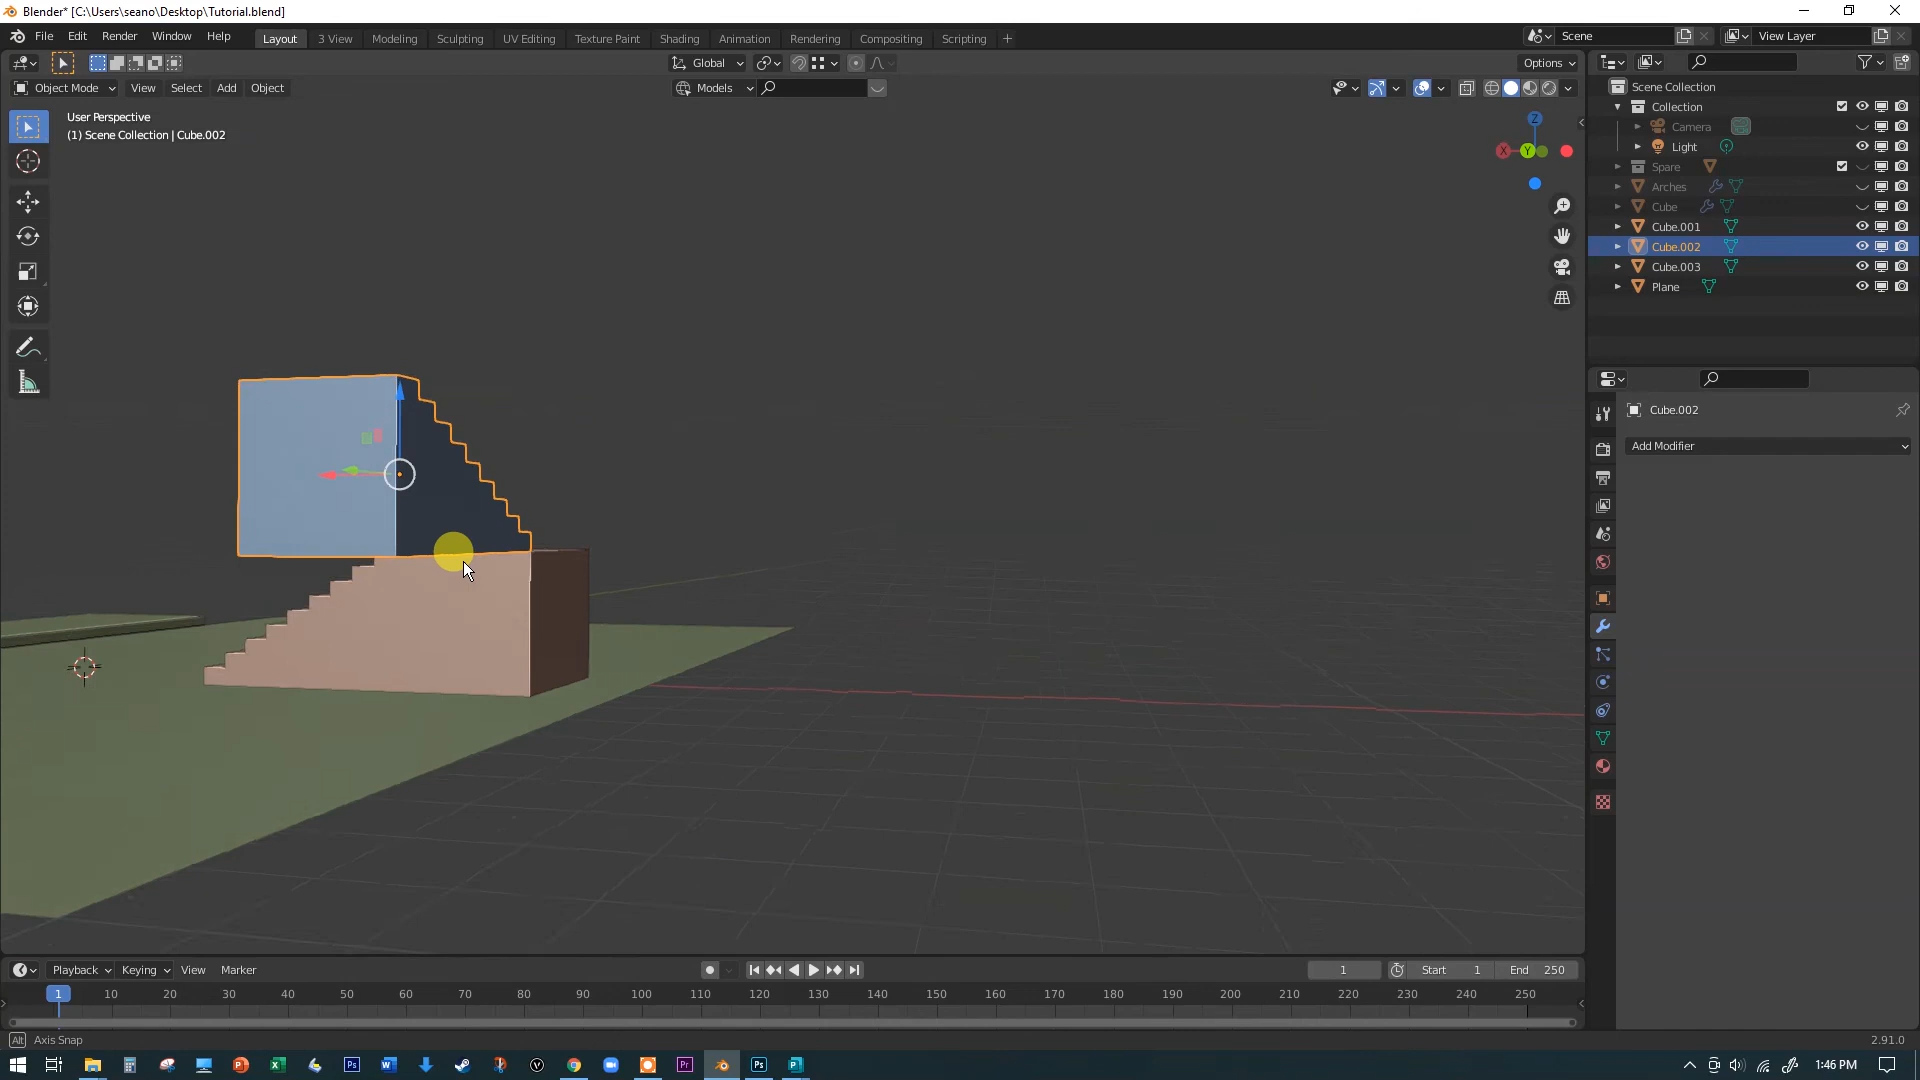 Blender* [C:\Users\seano\Desktop\Tutorial.blend]
File Edit Render Window Help Layout 3 View Modeling Sculpting UV Editing Texture Paint Shading Animation Rendering Compositing Scripting + Scene View Layer
Global Options
Object Mode View Select Add Object Models
User Perspective
(1) Scene Collection | Cube.002
Z
X Y
Scene Collection
Collection
Camera
Light
Spare
Arches
Cube
Cube.001
Cube.002
Cube.003
Plane
Cube.002
Add Modifier
Playback Keying View Marker 1 Start 1 End 250
1 10 20 30 40 50 60 70 80 90 100 110 120 130 140 150 160 170 180 190 200 210 220 230 240 250
Alt Axis Snap 2.91.0
1:46 PM